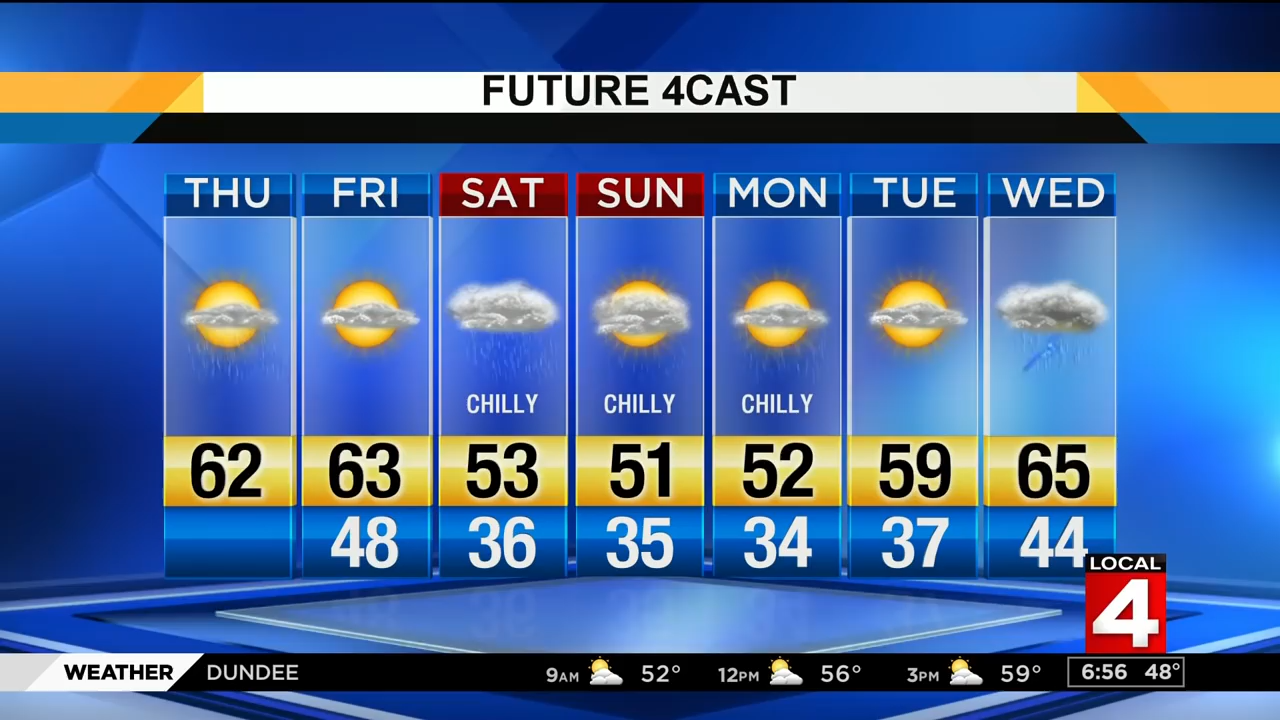 FUTURE 4CAST
THU FRI SAT SUN MON TUE WED
CHILLY CHILLY CHILLY
62 63 53 51 52 59 65
48 36 35 34 37 44
LOCAL
4
WEATHER DUNDEE 9AM 52° 12PM 56° 3PM 59° 6:56 48°